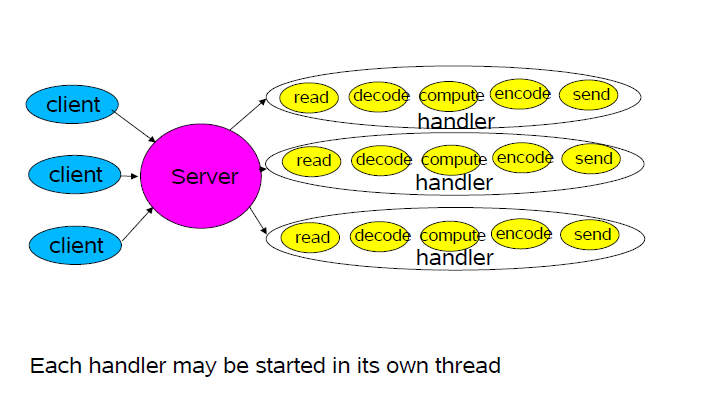 client
client
client
Server
read decode compute encode send
handler
read decode compute encode send
handler
read decode compute encode send
handler
Each handler may be started in its own thread